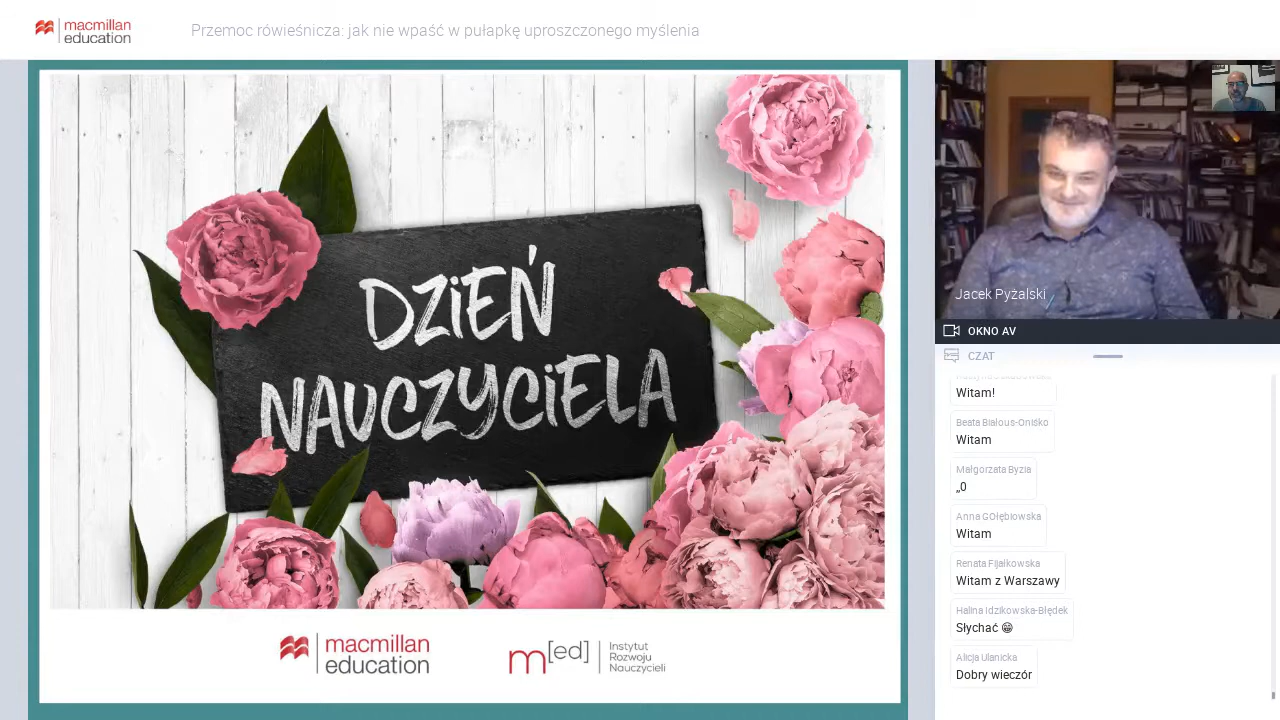 macmillan
education
Przemoc rówieśnicza: jak nie wpaść w pułapkę uproszczonego myślenia
DZiEŃ
NAUCZYCiELA
macmillan
education
m[ed]
Instytut
Rozwoju
Nauczycieli
Jacek Pyżalski
OKNO AV
CZAT
Witam!
Beata Białous-Oniśko
Witam
Małgorzata Byzia
„0
Anna GOłębiowska
Witam
Renata Fijałkowska
Witam z Warszawy
Halina Idzikowska-Błędek
Słychać 😁
Alicja Ulanicka
Dobry wieczór